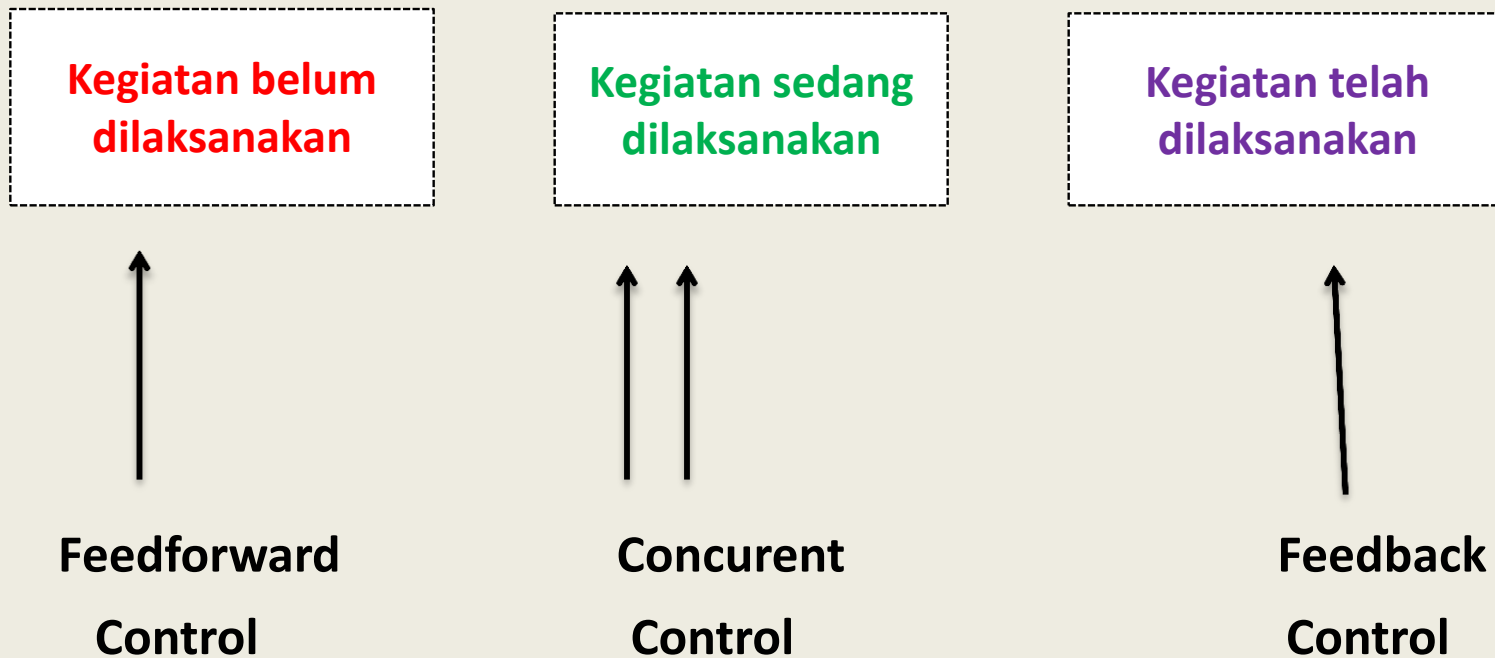 Kegiatan belum
dilaksanakan
Kegiatan sedang
dilaksanakan
Kegiatan telah
dilaksanakan
Feedforward
Control
Concurent
Control
Feedback
Control